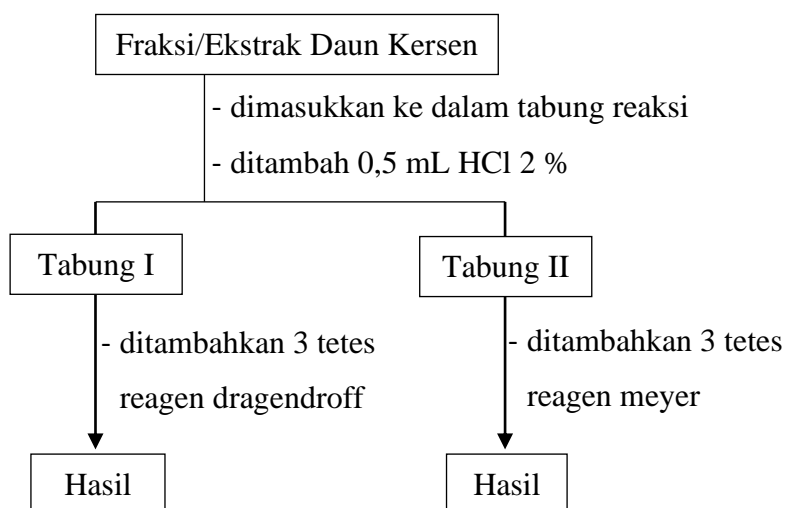 Fraksi/Ekstrak Daun Kersen
- dimasukkan ke dalam tabung reaksi
- ditambah 0,5 mL HCl 2 %
Tabung I
Tabung II
- ditambahkan 3 tetes
reagen dragendroff
- ditambahkan 3 tetes
reagen meyer
Hasil
Hasil